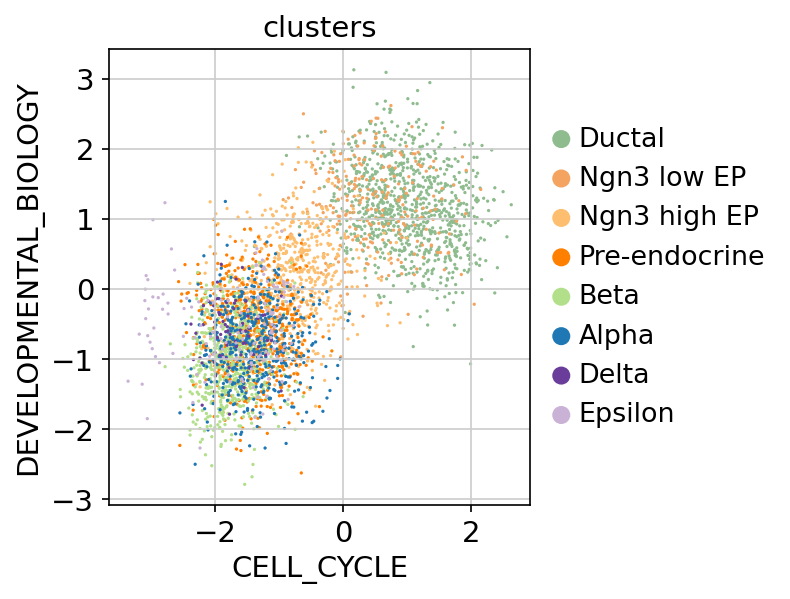 clusters
DEVELOPMENTAL_BIOLOGY
3
2
1
0
−1
−2
−3
−2
0
2
CELL_CYCLE
Ductal
Ngn3 low EP
Ngn3 high EP
Pre-endocrine
Beta
Alpha
Delta
Epsilon